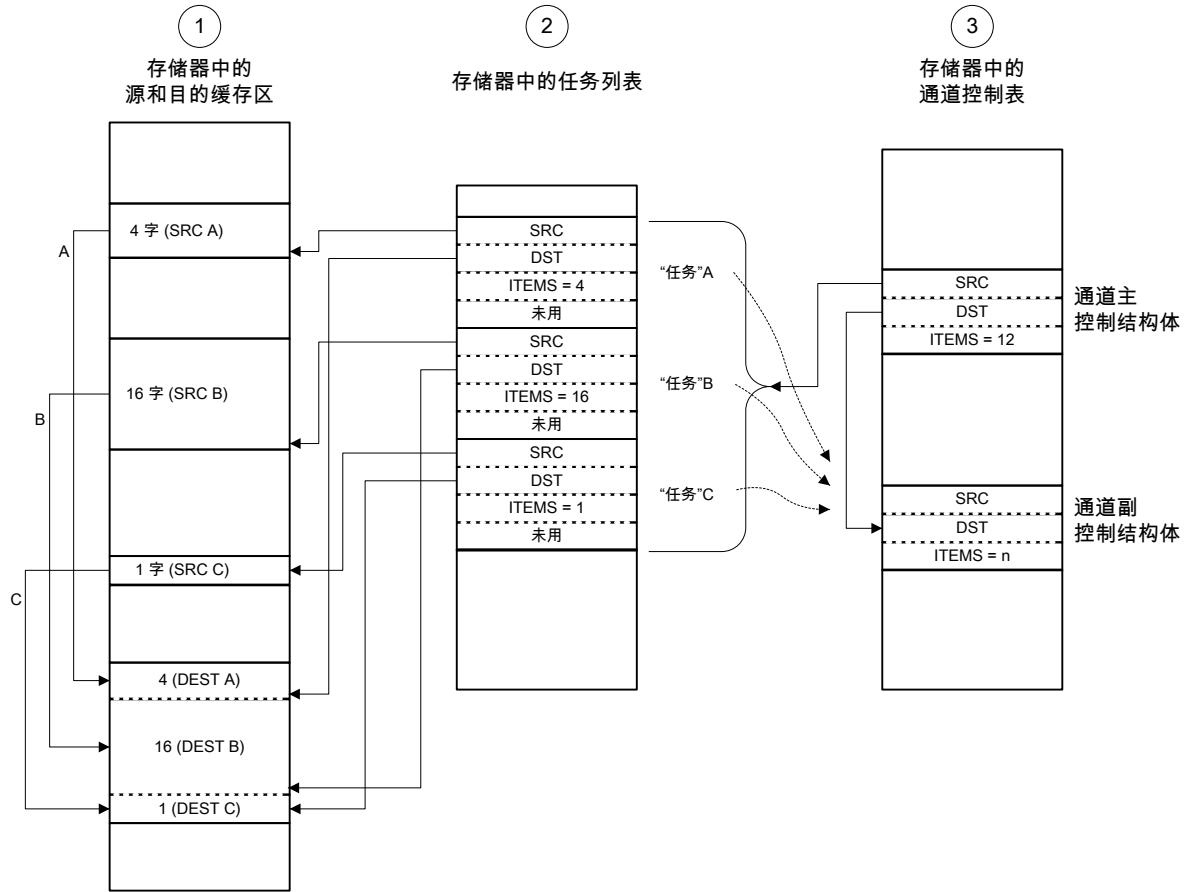 1
存储器中的
源和目的缓存区
2
存储器中的任务列表
3
存储器中的
通道控制表
4 字 (SRC A)
A
16 字 (SRC B)
B
1 字 (SRC C)
C
4 (DEST A)
16 (DEST B)
1 (DEST C)
SRC
DST
ITEMS = 4
未用
SRC
DST
ITEMS = 16
未用
SRC
DST
ITEMS = 1
未用
“任务”A
“任务”B
“任务”C
SRC
DST
ITEMS = 12
通道主
控制结构体
SRC
DST
ITEMS = n
通道副
控制结构体